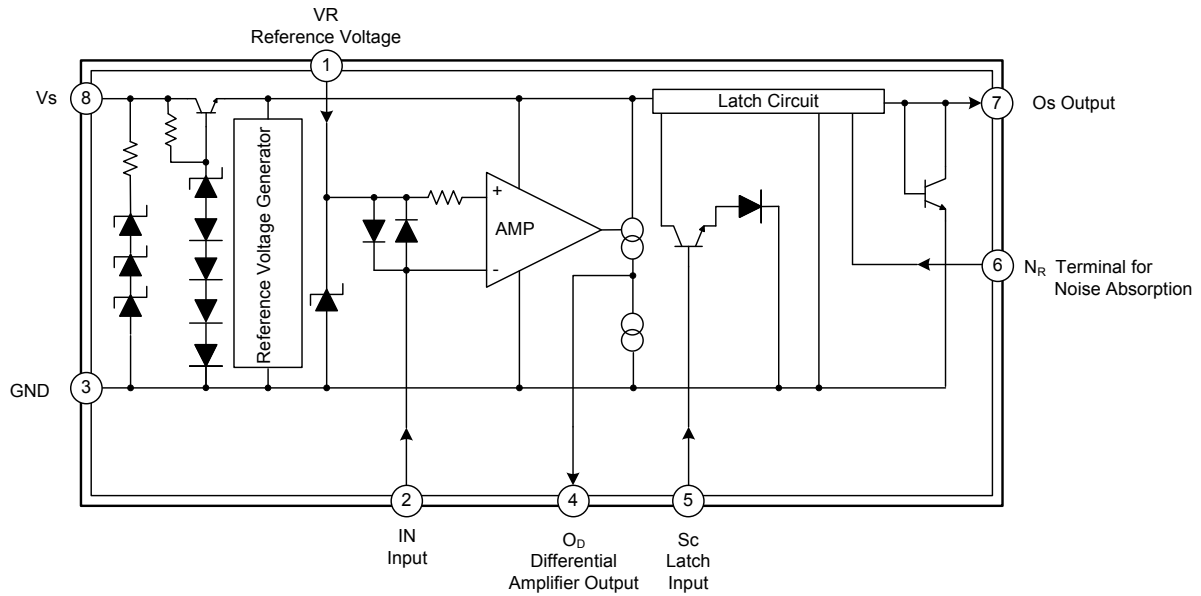 VR
Reference Voltage
1
Vs
8
Latch Circuit
7
Os Output
Reference Voltage Generator
+
AMP
-
6
NR Terminal for
Noise Absorption
GND
3
2
4
5
IN
Input
OD
Differential
Amplifier Output
Sc
Latch
Input